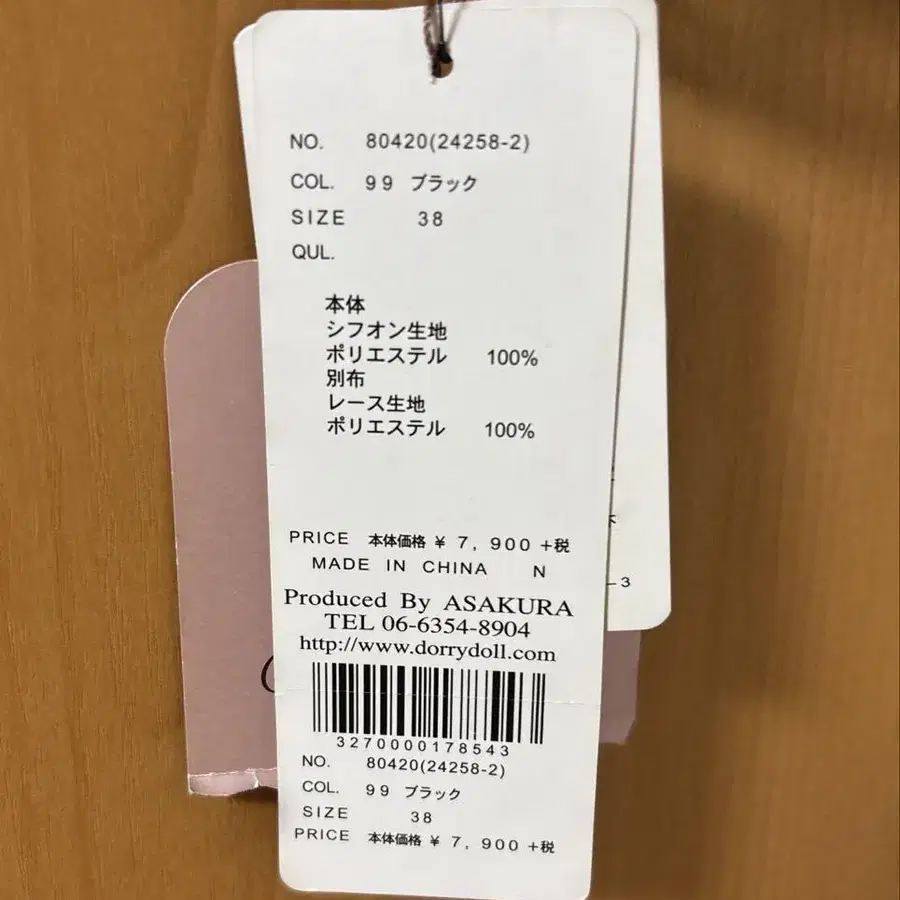 NO. 80420(24258-2)
COL. 99 ブラック
SIZE 38
QUL.
本体
シフオン生地
ポリエステル 100%
別布
レース生地
ポリエステル 100%
PRICE 本体価格 ¥ 7, 900 +税
MADE IN CHINA N
Produced By ASAKURA
TEL 06-6354-8904
http://www.dorrydoll.com
3270000178543
NO. 80420(24258-2)
COL. 99 ブラック
SIZE 38
PRICE 本体価格 ¥ 7, 900 +税
-3